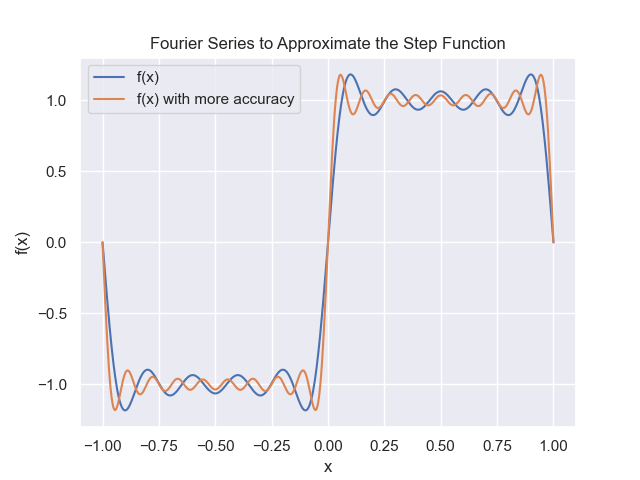 Fourier Series to Approximate the Step Function
f(x)
f(x) with more accuracy
1.0
0.5
0.0
−0.5
−1.0
f(x)
−1.00 −0.75 −0.50 −0.25 0.00 0.25 0.50 0.75 1.00
x